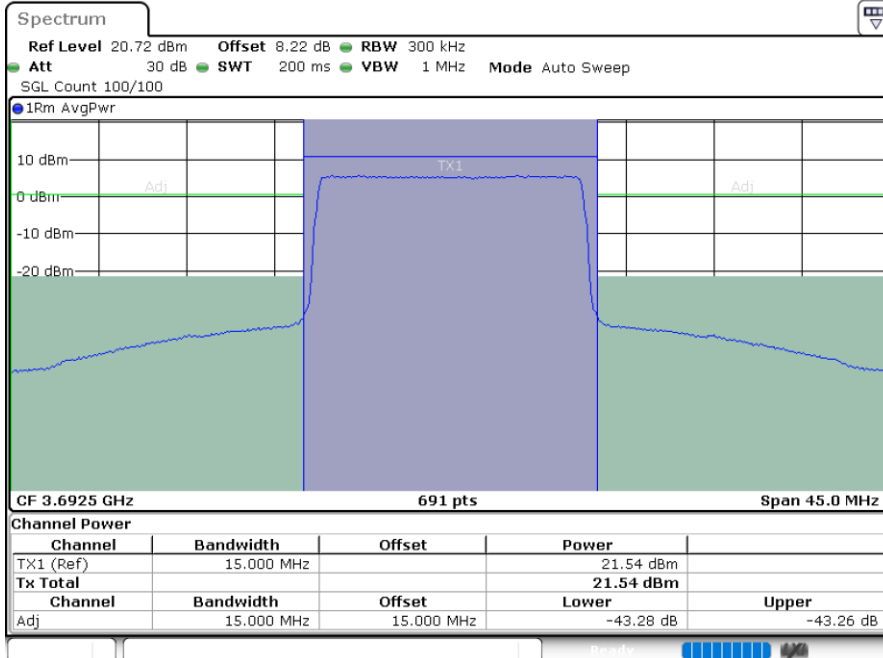 Spectrum
Ref Level 20.72 dBm Offset 8.22 dB RBW 300 kHz
Att 30 dB SWT 200 ms VBW 1 MHz Mode Auto Sweep
SGL Count 100/100
1Rm AvgPwr
10 dBm
TX1
Adj Adj
0 dBm
-10 dBm
-20 dBm
CF 3.6925 GHz 691 pts Span 45.0 MHz
Channel Power
Channel Bandwidth Offset Power
TX1 (Ref) 15.000 MHz 21.54 dBm
Tx Total 21.54 dBm
Channel Bandwidth Offset Lower Upper
Adj 15.000 MHz 15.000 MHz -43.28 dB -43.26 dB
Ready